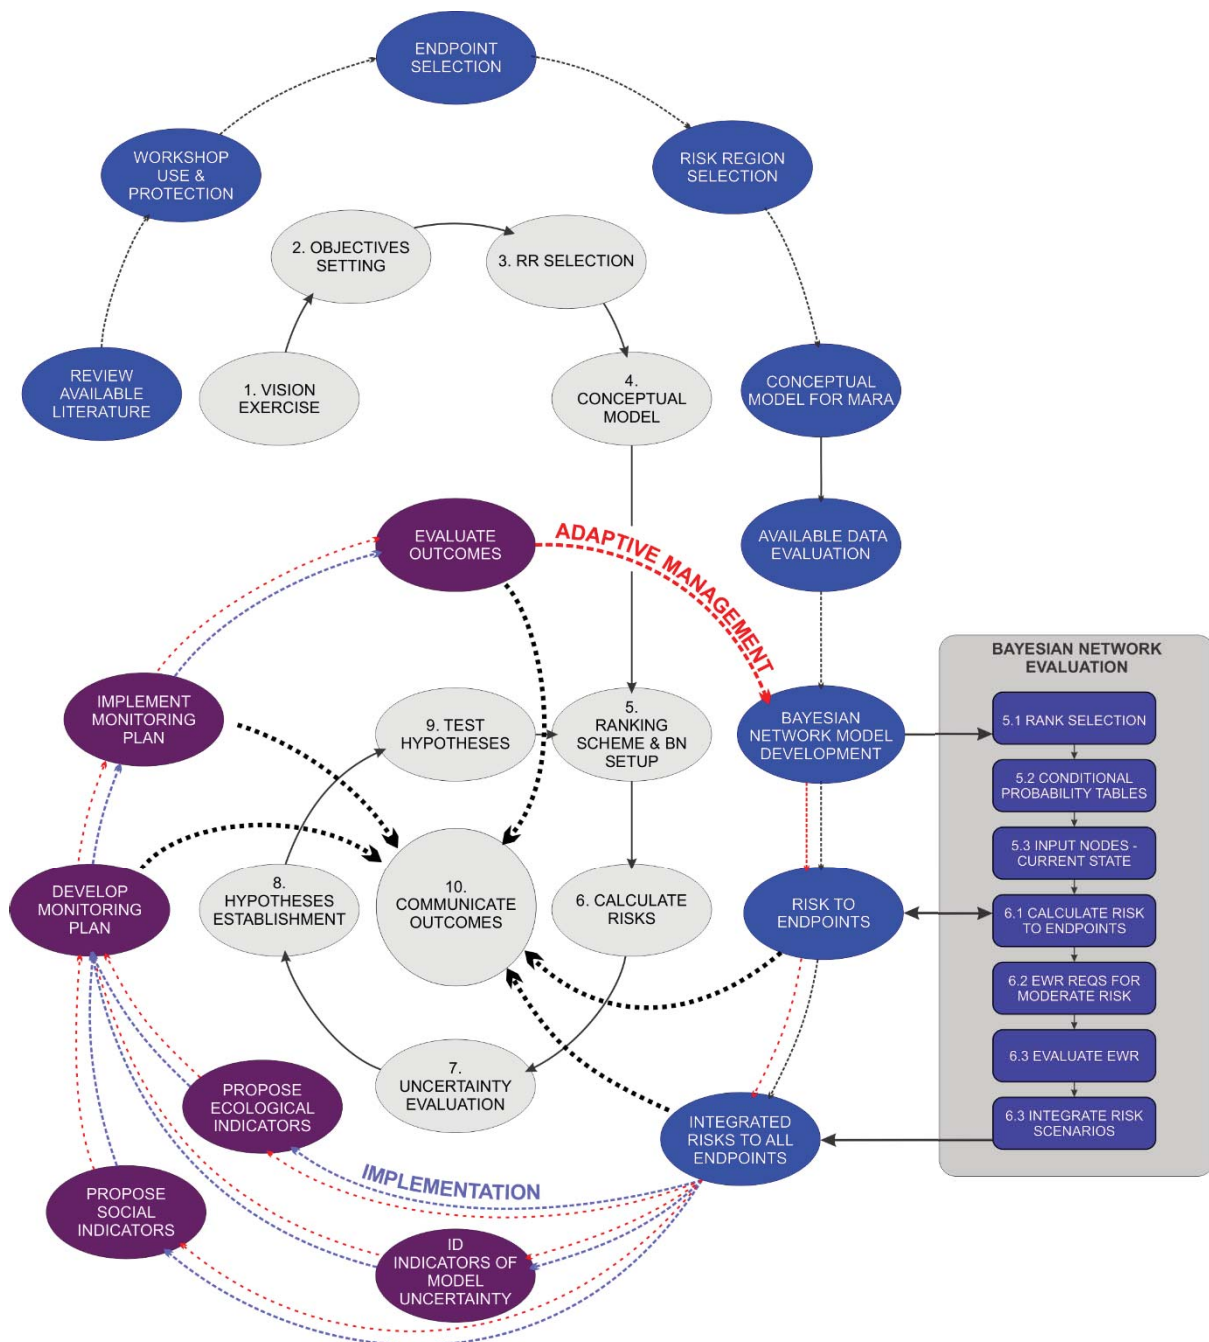 ENDPOINT
SELECTION
WORKSHOP
USE &
PROTECTION
RISK REGION
SELECTION
2. OBJECTIVES
SETTING
3. RR SELECTION
REVIEW
AVAILABLE
LITERATURE
1. VISION
EXERCISE
4.
CONCEPTUAL
MODEL
CONCEPTUAL
MODEL FOR MARA
EVALUATE
OUTCOMES
ADAPTIVE MANAGEMENT
AVAILABLE DATA
EVALUATION
BAYESIAN NETWORK
EVALUATION
IMPLEMENT
MONITORING
PLAN
9. TEST
HYPOTHESES
5.
RANKING
SCHEME & BN
SETUP
BAYESIAN
NETWORK MODEL
DEVELOPMENT
5.1 RANK SELECTION
5.2 CONDITIONAL
PROBABILITY TABLES
5.3 INPUT NODES -
CURRENT STATE
DEVELOP
MONITORING
PLAN
8.
HYPOTHESES
ESTABLISHMENT
10.
COMMUNICATE
OUTCOMES
6. CALCULATE
RISKS
RISK TO
ENDPOINTS
6.1 CALCULATE RISK
TO ENDPOINTS
6.2 EWR REQS FOR
MODERATE RISK
6.3 EVALUATE EWR
6.3 INTEGRATE RISK
SCENARIOS
PROPOSE
ECOLOGICAL
INDICATORS
7.
UNCERTAINTY
EVALUATION
INTEGRATED
RISKS TO ALL
ENDPOINTS
IMPLEMENTATION
PROPOSE
SOCIAL
INDICATORS
ID
INDICATORS OF
MODEL
UNCERTAINTY